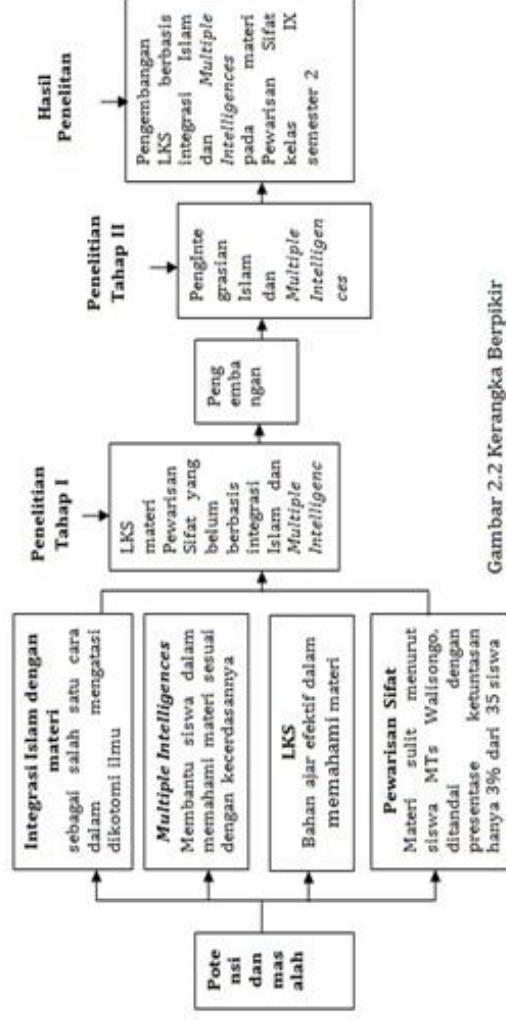 Pote
nsi
dan
mas
alah
Integrasi Islam dengan
materi
sebagai salah satu cara
dalam mengatasi
dikotomi ilmu
Multiple Intelligences
Membantu siswa dalam
memahami materi sesuai
dengan kecerdasannya
LKS
Bahan ajar efektif dalam
memahami materi
Pewarisan Sifat
Materi sulit menurut
siswa MTs Walisongo,
ditandai dengan
presentase ketuntasan
hanya 3% dari 35 siswa
Penelitian
Tahap I
LKS
materi
Pewarisan
Sifat yang
belum
berbasis
integrasi
Islam dan
Multiple
Intelligenc
Peng
emba
ngan
Penelitian
Tahap II
Penginte
grasian
Islam
dan
Multiple
Intelligen
ces
Hasil
Penelitan
Pengembangan
LKS berbasis
integrasi Islam
dan Multiple
Intelligences
pada materi
Pewarisan Sifat
kelas IX
semester 2
Gambar 2.2 Kerangka Berpikir